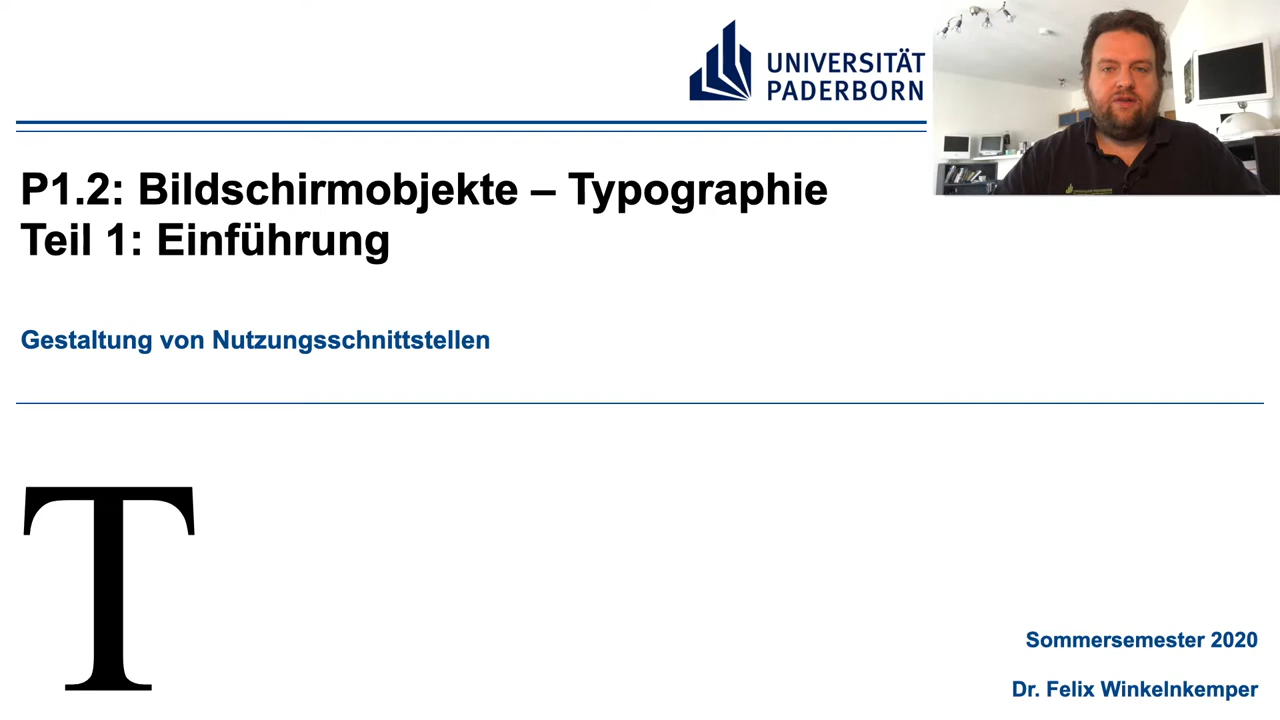 UNIVERSITÄT
PADERBORN
P1.2: Bildschirmobjekte – Typographie
Teil 1: Einführung
Gestaltung von Nutzungsschnittstellen
T
Sommersemester 2020
Dr. Felix Winkelnkemper